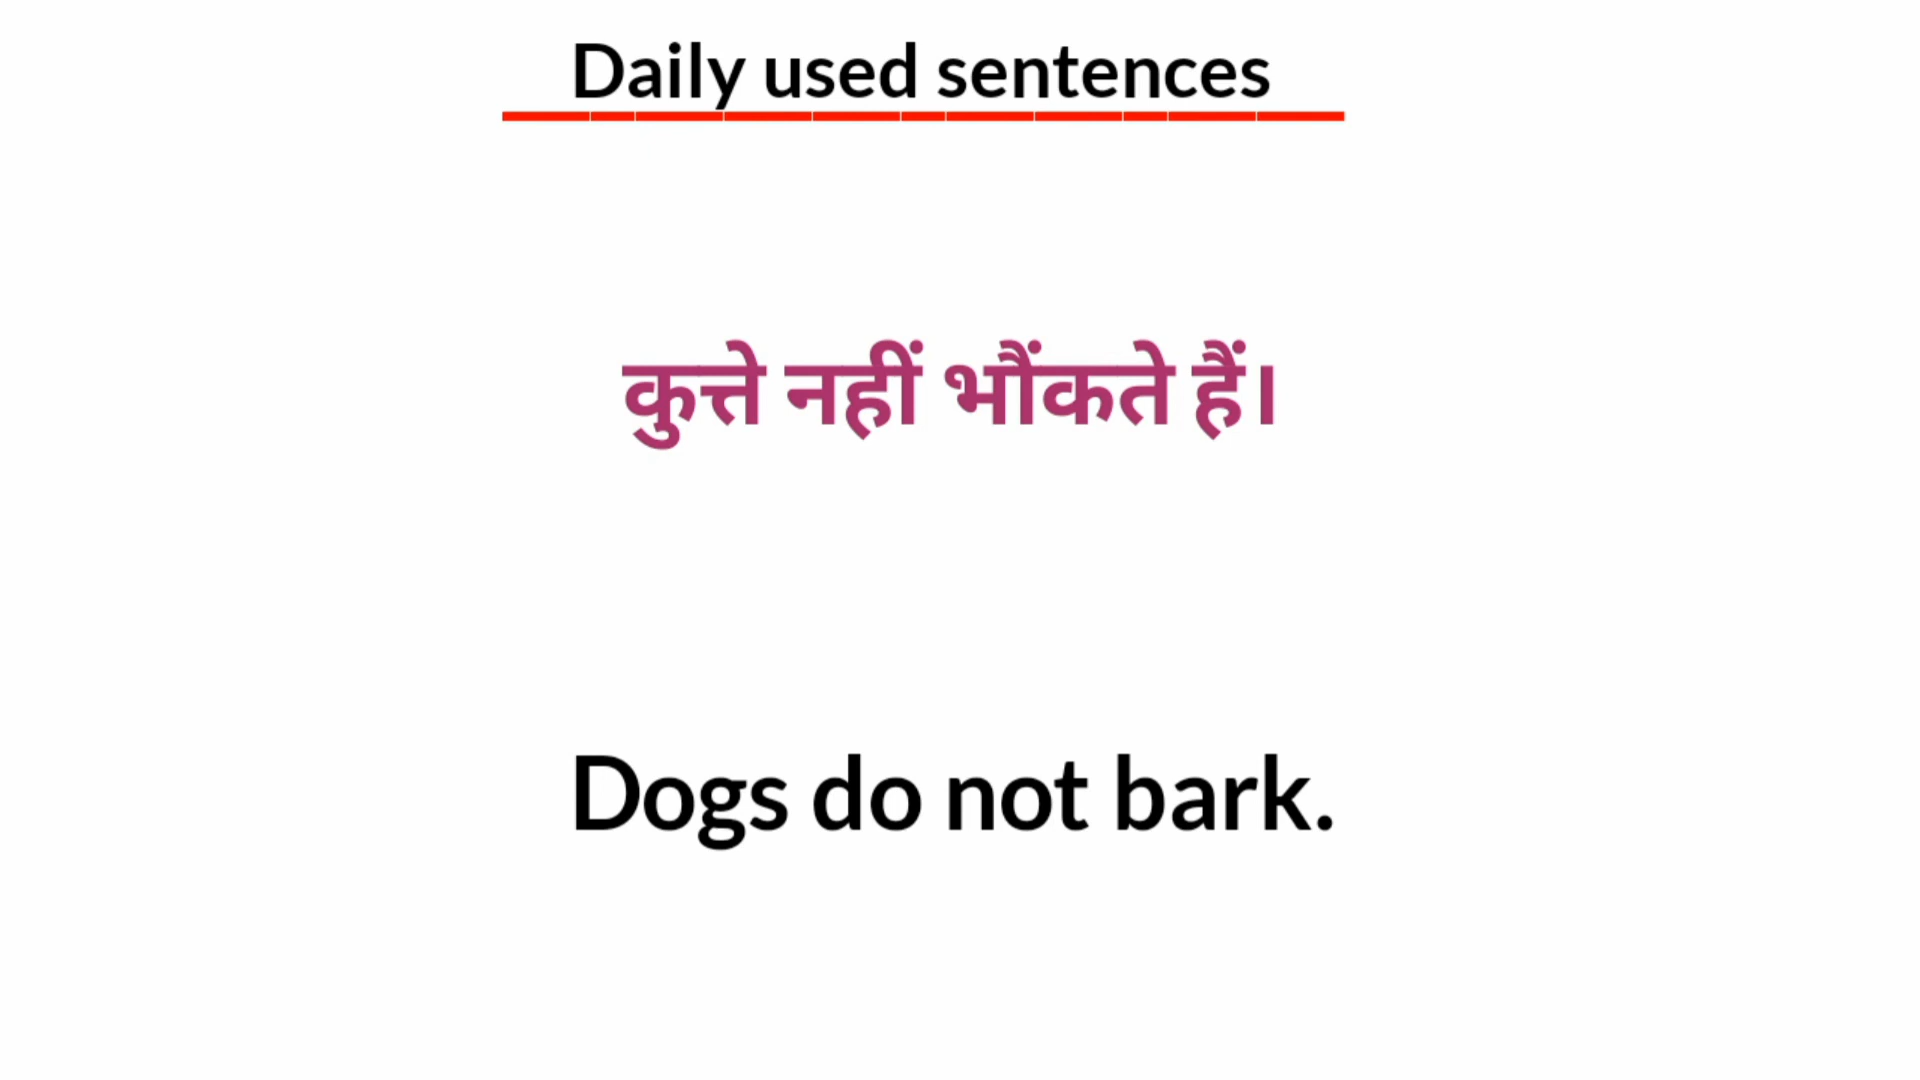 Daily used sentences
कुत्ते नहीं भौंकते हैं।
Dogs do not bark.